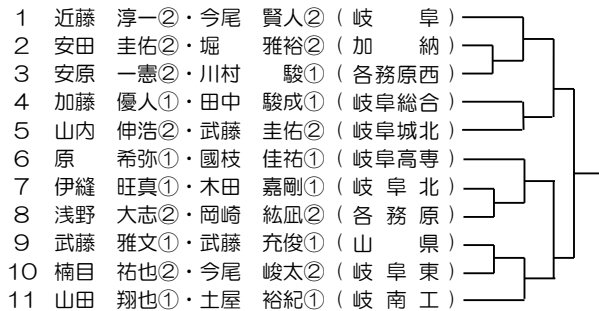 1 近藤 淳一②・今尾 賢人②(岐 阜)
2 安田 圭佑②・堀 雅裕②(加 納)
3 安原 一憲②・川村 駿①(各務原西)
4 加藤 優人①・田中 駿成①(岐阜総合)
5 山内 伸浩②・武藤 圭佑②(岐阜城北)
6 原 希弥①・國枝 佳祐①(岐阜高専)
7 伊縫 旺真①・木田 嘉剛①(岐 阜 北)
8 浅野 大志②・岡崎 紘凪②(各 務 原)
9 武藤 雅文①・武藤 充俊①(山 県)
10 楠目 祐也②・今尾 峻太②(岐 阜 東)
11 山田 翔也①・土屋 裕紀①(岐 南 工)